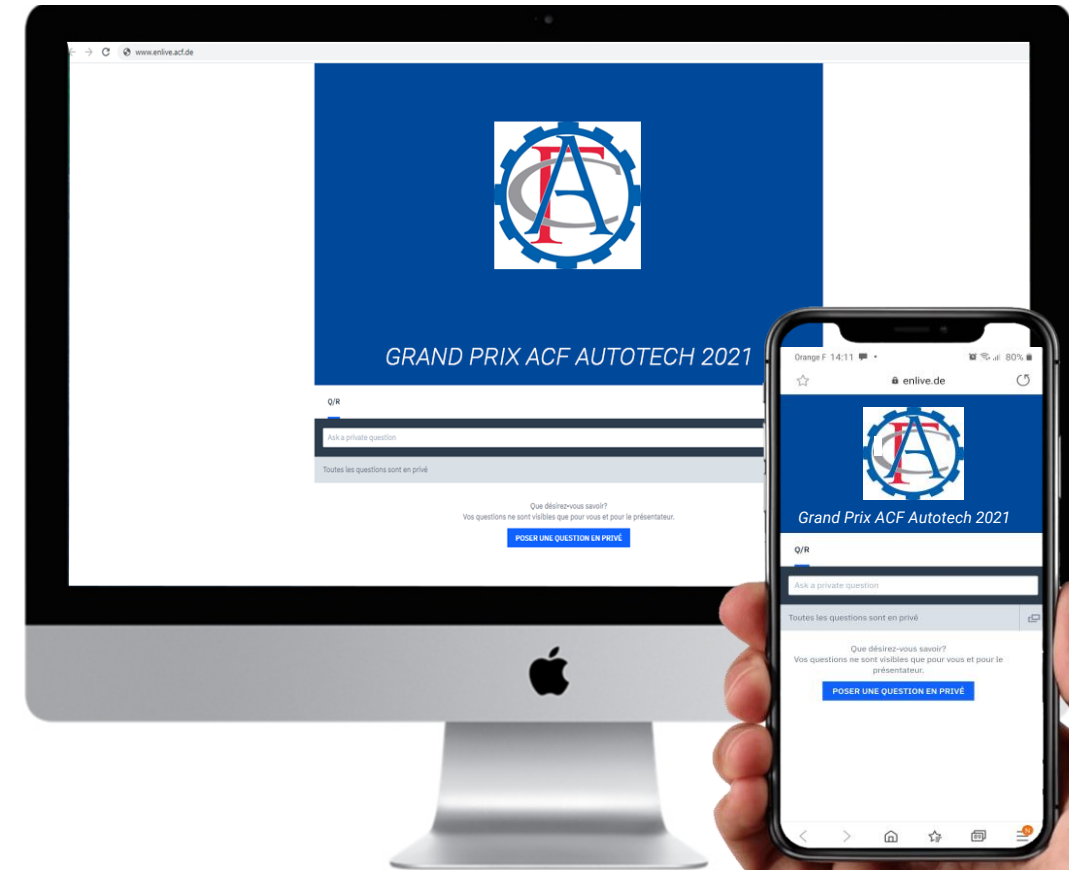 www.enlive.acf.de
GRAND PRIX ACF AUTOTECH 2021
Q/R
Ask a private question
Toutes les questions sont en privé
Que désirez-vous savoir?
Vos questions ne sont visibles que pour vous et pour le présentateur.
POSER UNE QUESTION EN PRIVÉ
Orange F 14:11
80%
enlive.de
Grand Prix ACF Autotech 2021
Q/R
Ask a private question
Toutes les questions sont en privé
Que désirez-vous savoir?
Vos questions ne sont visibles que pour vous et pour le
présentateur.
POSER UNE QUESTION EN PRIVÉ